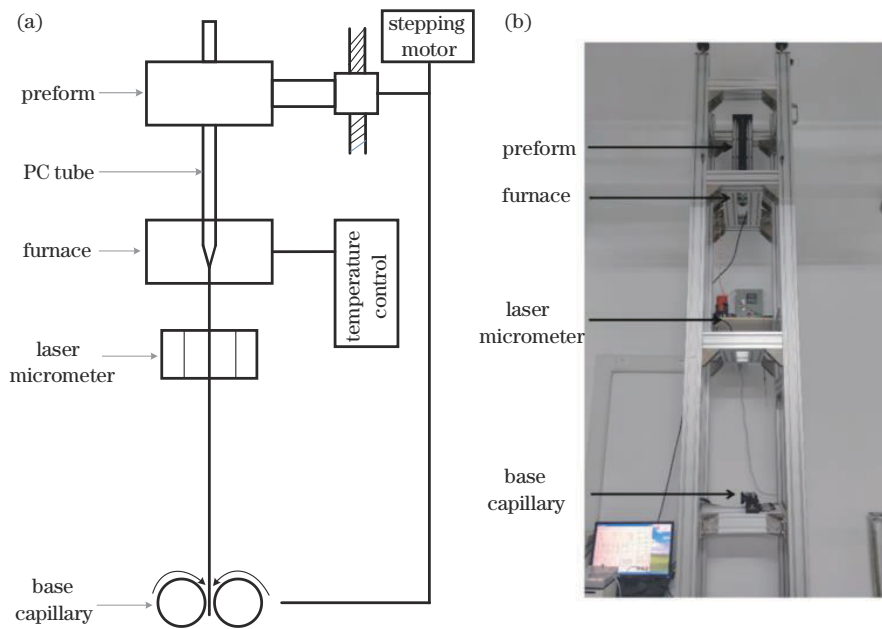 (a)
stepping
motor
preform
PC tube
furnace
temperature
control
laser
micrometer
base
capillary
(b)
preform
furnace
laser
micrometer
base
capillary